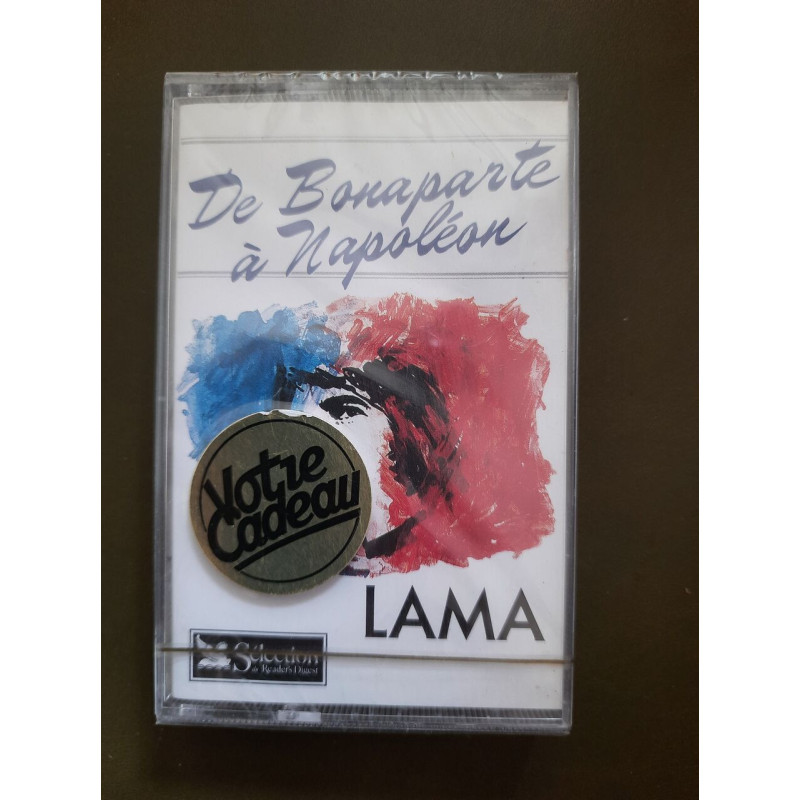 De Bonaparte
à Napoléon
Votre
Cadeau
LAMA
Sélection
du Reader's Digest